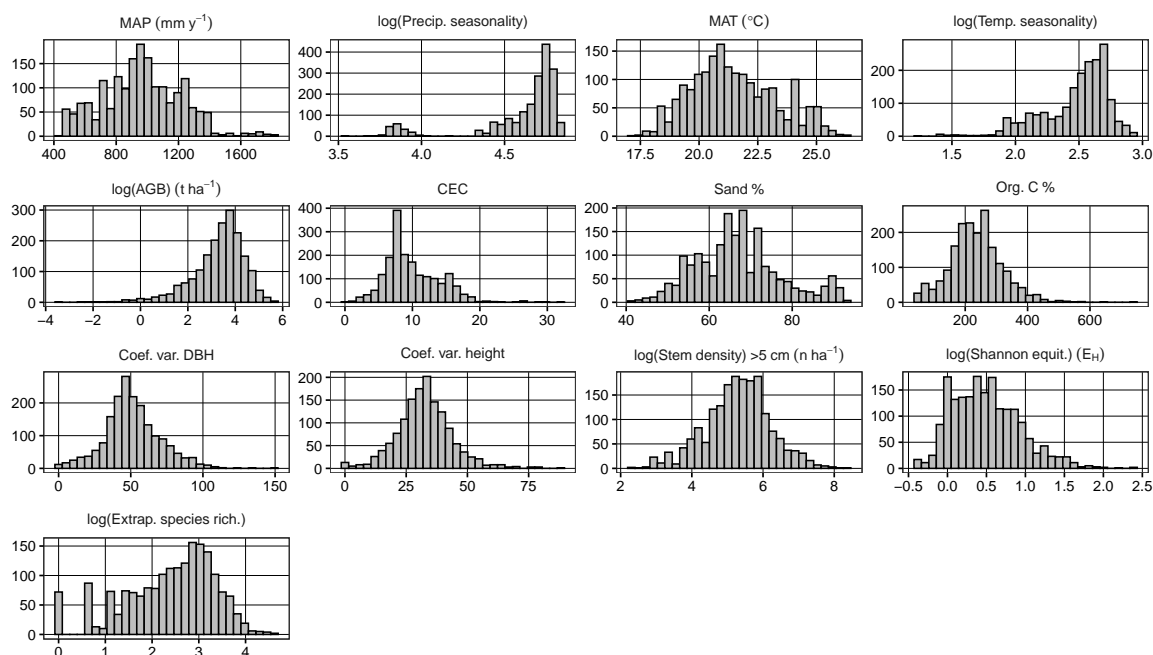 MAP (mm y⁻¹)
150
100
50
0
400 800 1200 1600
log(Precip. seasonality)
400
300
200
100
0
3.5 4.0 4.5
MAT (°C)
150
100
50
0
17.5 20.0 22.5 25.0
log(Temp. seasonality)
200
100
0
1.5 2.0 2.5 3.0
log(AGB) (t ha⁻¹)
300
200
100
0
−4 −2 0 2 4 6
CEC
400
300
200
100
0
0 10 20 30
Sand %
200
150
100
50
0
40 60 80
Org. C %
200
100
0
200 400 600
Coef. var. DBH
200
100
0
0 50 100 150
Coef. var. height
200
150
100
50
0
0 25 50 75
log(Stem density) >5 cm (n ha⁻¹)
150
100
50
0
2 4 6 8
log(Shannon equit.) (E_H)
150
100
50
0
−0.5 0.0 0.5 1.0 1.5 2.0 2.5
log(Extrap. species rich.)
150
100
50
0
0 1 2 3 4